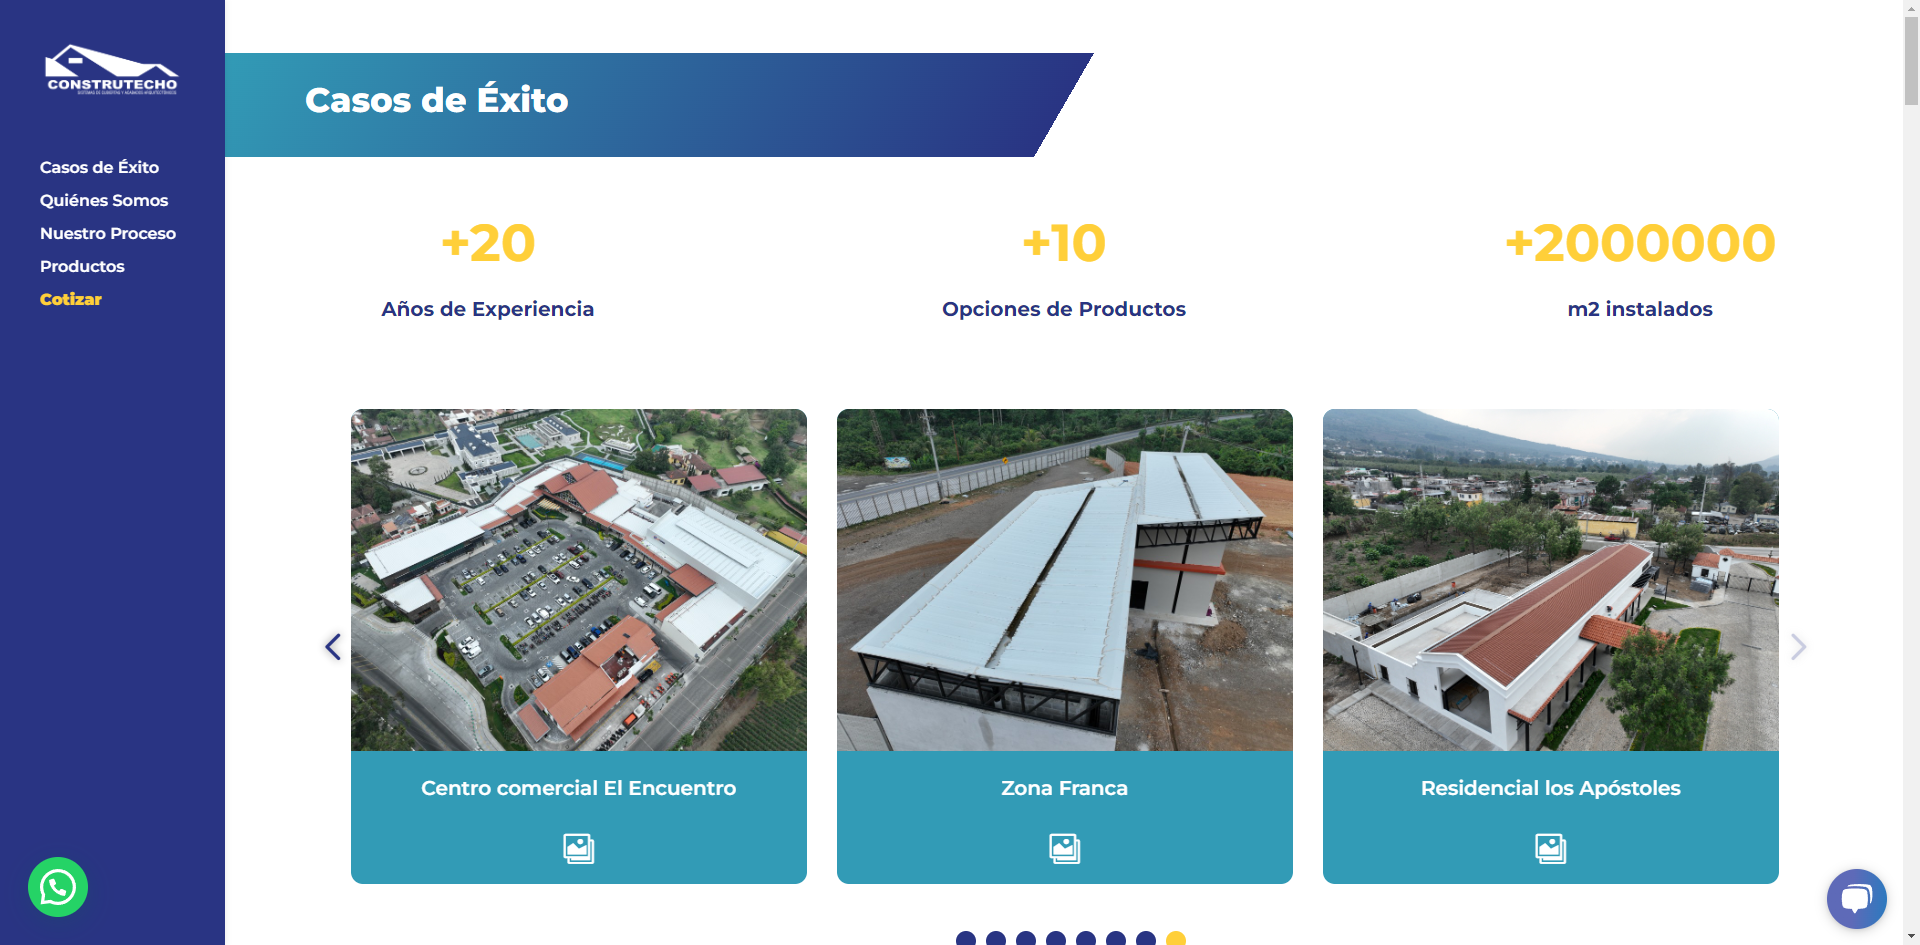 CONSTRUTECHO
SISTEMAS DE CUBIERTAS Y ACABADOS ARQUITECTÓNICOS
Casos de Éxito
Quiénes Somos
Nuestro Proceso
Productos
Cotizar
Casos de Éxito
+20
Años de Experiencia
+10
Opciones de Productos
+2000000
m2 instalados
Centro comercial El Encuentro
Zona Franca
Residencial los Apóstoles